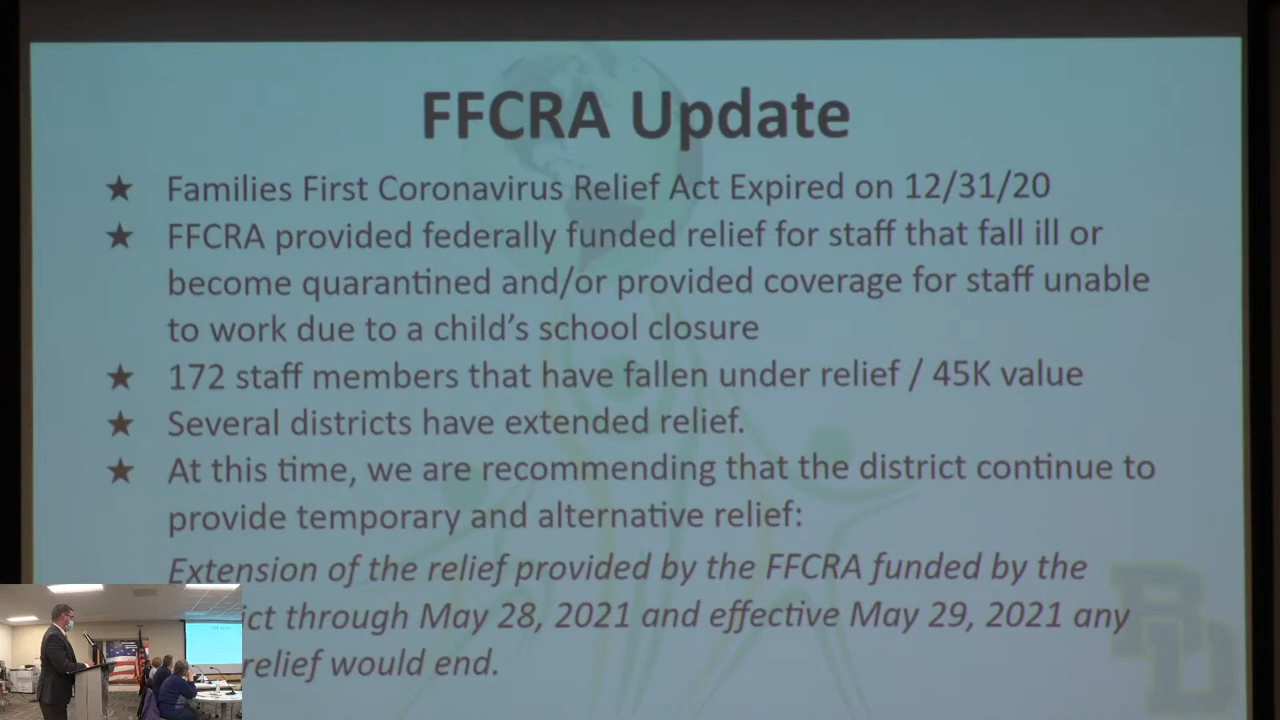 FFCRA Update
★ Families First Coronavirus Relief Act Expired on 12/31/20
★ FFCRA provided federally funded relief for staff that fall ill or
become quarantined and/or provided coverage for staff unable
to work due to a child's school closure
★ 172 staff members that have fallen under relief / 45K value
★ Several districts have extended relief.
★ At this time, we are recommending that the district continue to
provide temporary and alternative relief:
Extension of the relief provided by the FFCRA funded by the
ct through May 28, 2021 and effective May 29, 2021 any
relief would end.
BD